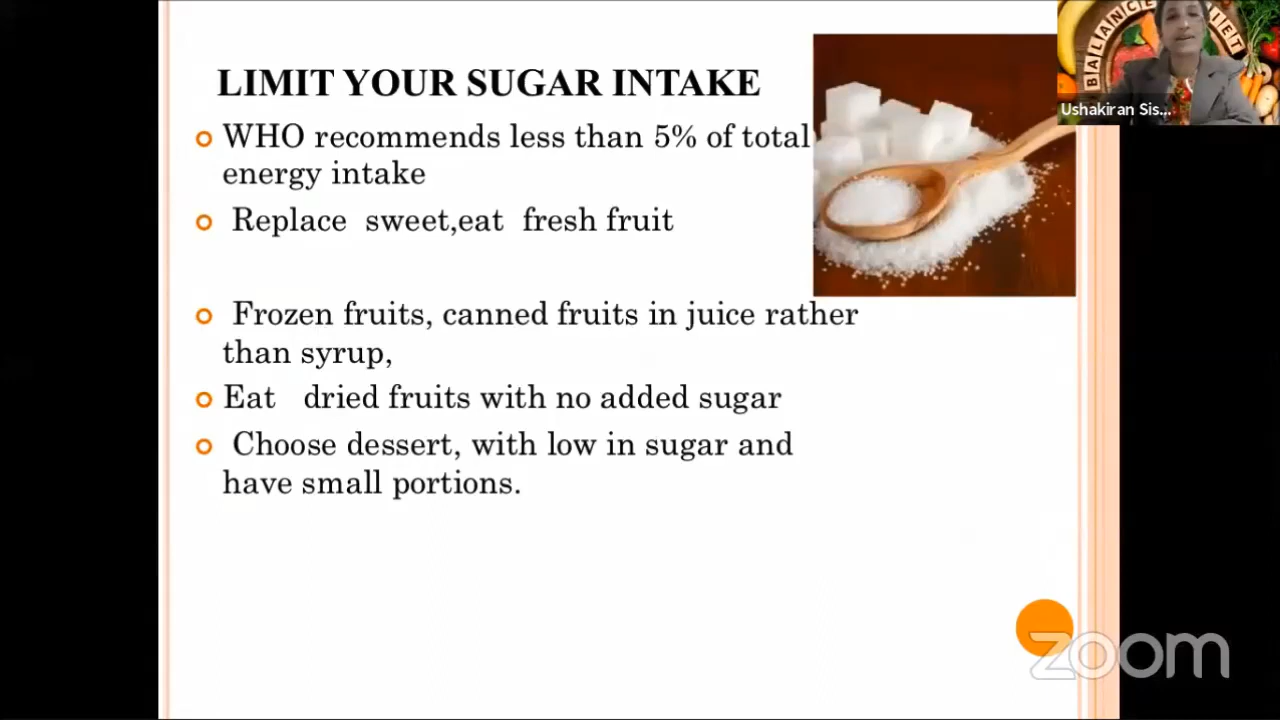 LIMIT YOUR SUGAR INTAKE
WHO recommends less than 5% of total
energy intake
Replace sweet,eat fresh fruit
Frozen fruits, canned fruits in juice rather
than syrup,
Eat dried fruits with no added sugar
Choose dessert, with low in sugar and
have small portions.
BALANCE
IET
Ushakiran Sis...
zoom